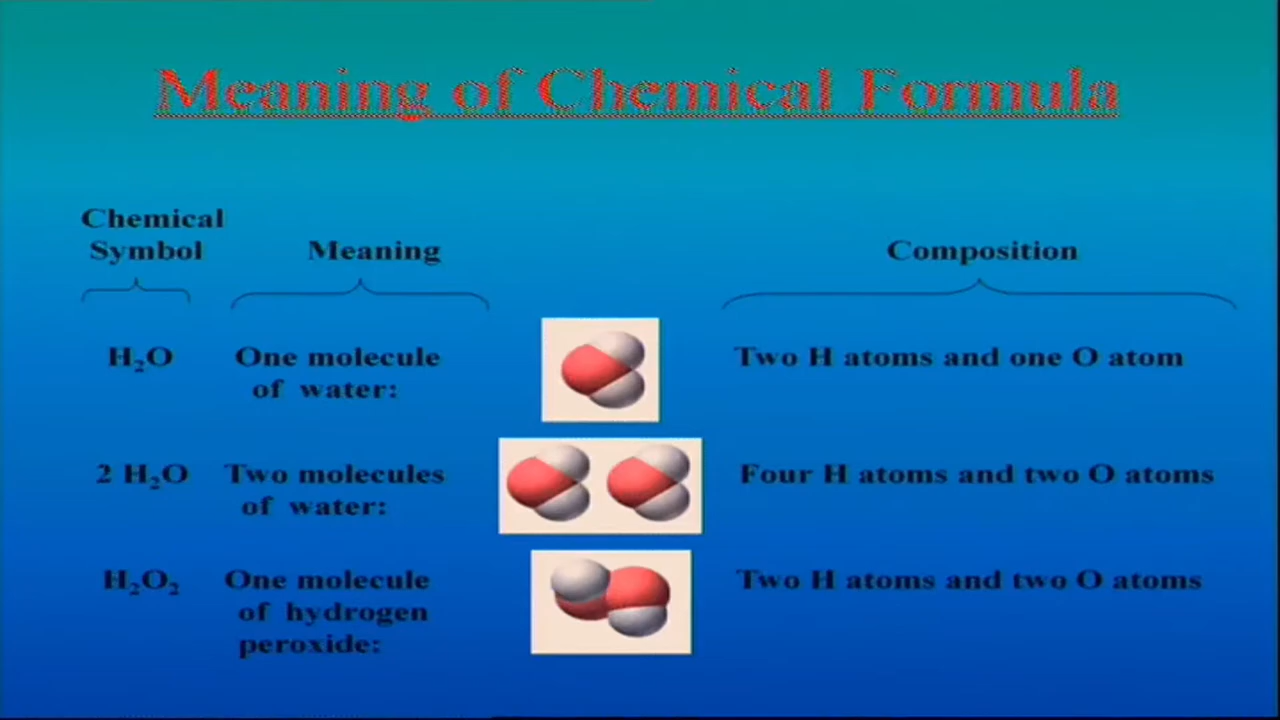 Meaning of Chemical Formula
Chemical
Symbol
Meaning
Composition
H₂O
One molecule
of water:
Two H atoms and one O atom
2 H₂O
Two molecules
of water:
Four H atoms and two O atoms
H₂O₂
One molecule
of hydrogen
peroxide:
Two H atoms and two O atoms